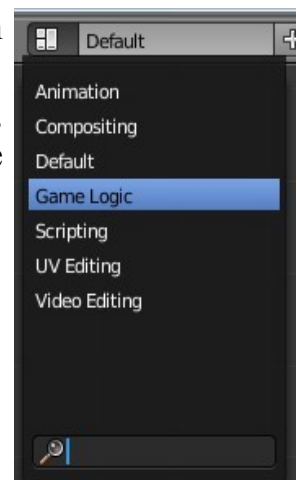 Default
Animation
Compositing
Default
Game Logic
Scripting
UV Editing
Video Editing